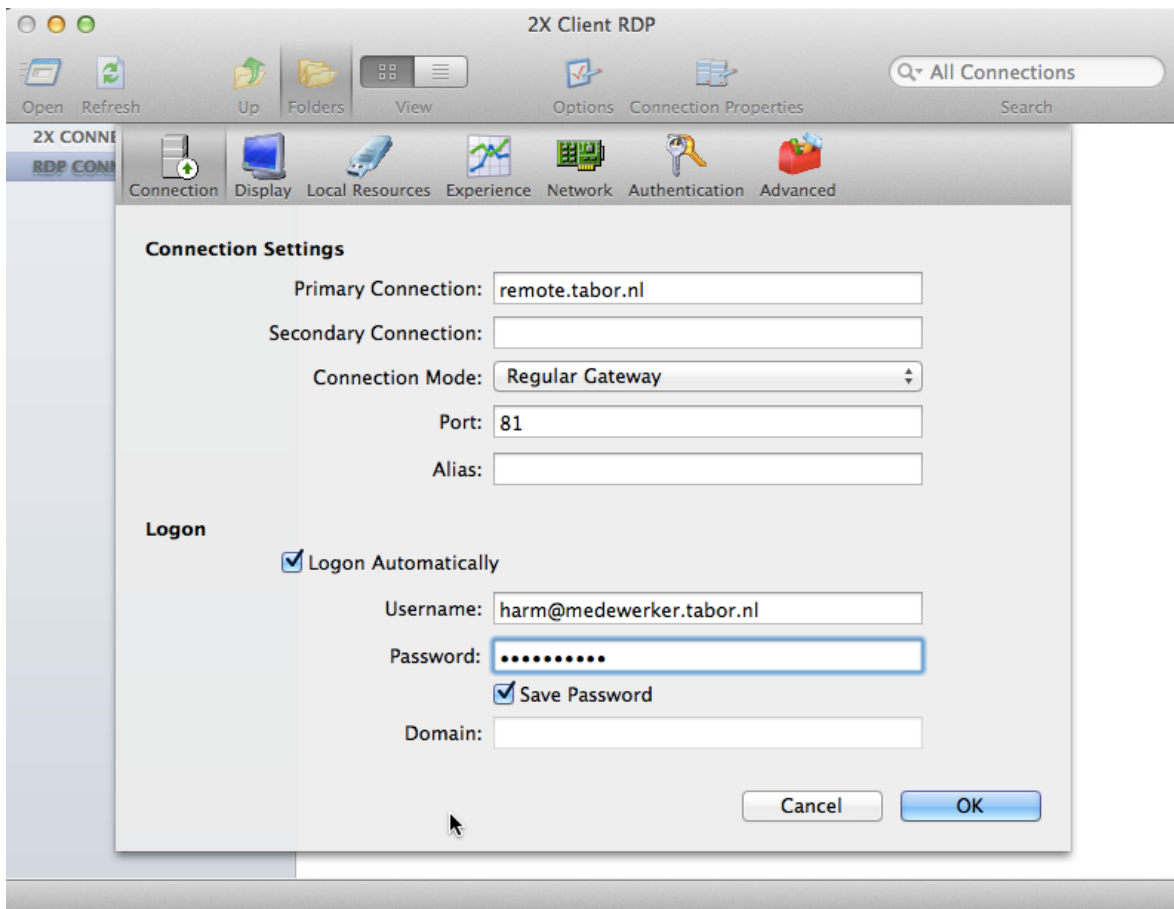 2X Client RDP
Open Refresh Up Folders View Options Connection Properties Search
All Connections
2X CONNE
RDP CONN
Connection Display Local Resources Experience Network Authentication Advanced
Connection Settings
Primary Connection: remote.tabor.nl
Secondary Connection:
Connection Mode: Regular Gateway
Port: 81
Alias:
Logon
Logon Automatically
Username: harm@medewerker.tabor.nl
Password: ••••••••••
Save Password
Domain:
Cancel OK